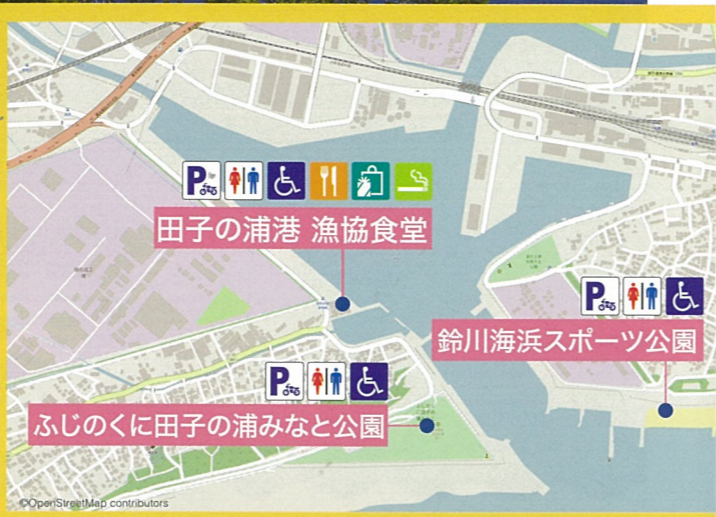 P
田子の浦港 漁協食堂
P
鈴川海浜スポーツ公園
P
ふじのくに田子の浦みなと公園
©OpenStreetMap contributors